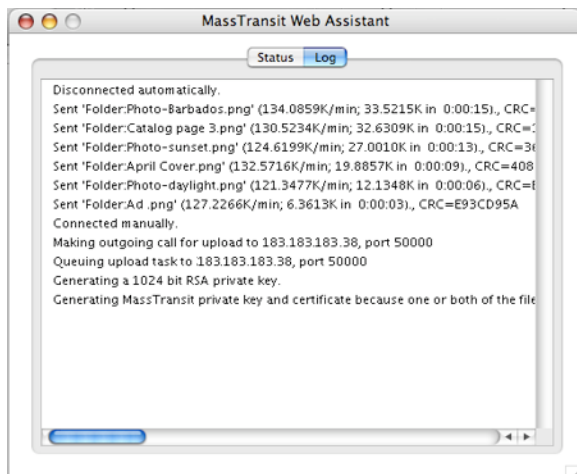 MassTransit Web Assistant
Status Log
Disconnected automatically.
Sent 'Folder:Photo-Barbados.png' (134.0859K/min; 33.5215K in 0:00:15)., CRC=
Sent 'Folder:Catalog page 3.png' (130.5234K/min; 32.6309K in 0:00:15)., CRC=
Sent 'Folder:Photo-sunset.png' (124.6199K/min; 27.0010K in 0:00:13)., CRC=36
Sent 'Folder:April Cover.png' (132.5716K/min; 19.8857K in 0:00:09)., CRC=408
Sent 'Folder:Photo-daylight.png' (121.3477K/min; 12.1348K in 0:00:06)., CRC=
Sent 'Folder:Ad .png' (127.2266K/min; 6.3613K in 0:00:03)., CRC=E93CD95A
Connected manually.
Making outgoing call for upload to 183.183.183.38, port 50000
Queuing upload task to 183.183.183.38, port 50000
Generating a 1024 bit RSA private key.
Generating MassTransit private key and certificate because one or both of the file